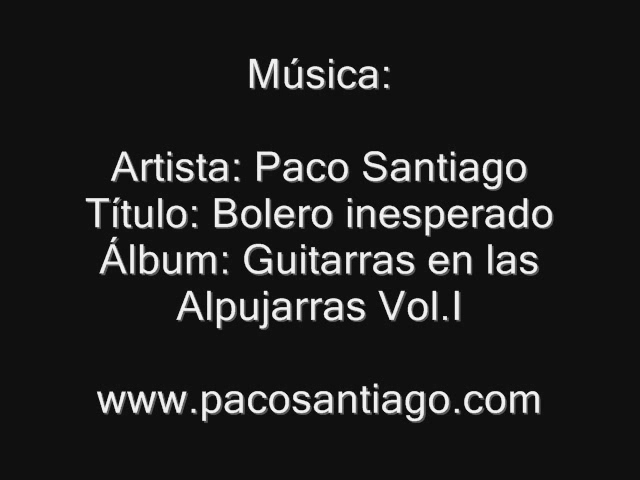 Música:
Artista: Paco Santiago
Título: Bolero inesperado
Álbum: Guitarras en las
Alpujarras Vol.I
www.pacosantiago.com